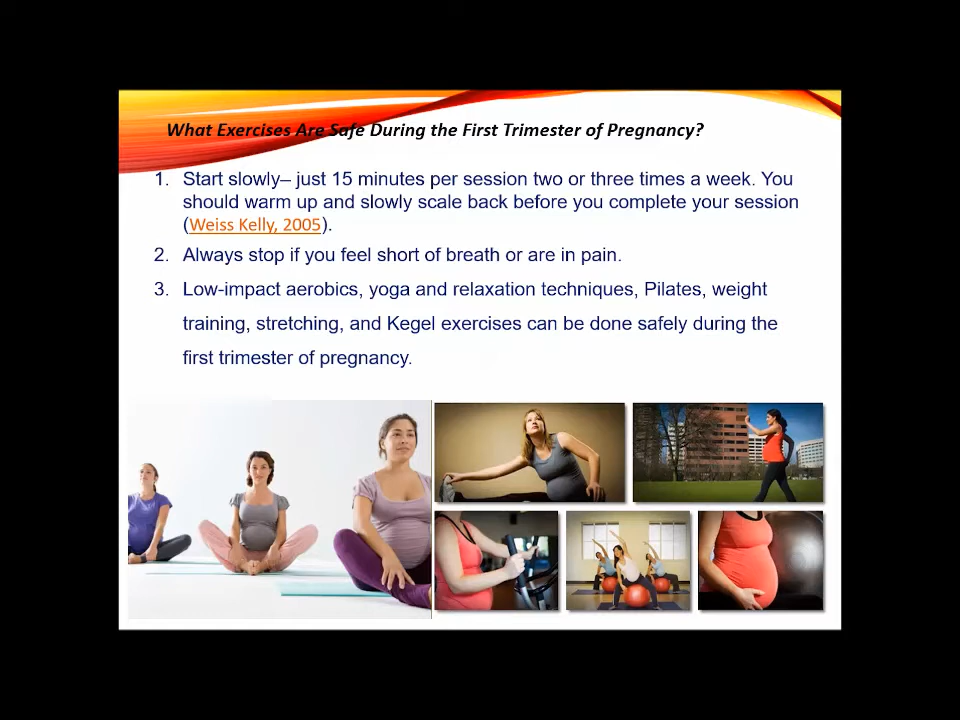 What Exercises Are Safe During the First Trimester of Pregnancy?
1. Start slowly– just 15 minutes per session two or three times a week. You
should warm up and slowly scale back before you complete your session
(Weiss Kelly, 2005).
2. Always stop if you feel short of breath or are in pain.
3. Low-impact aerobics, yoga and relaxation techniques, Pilates, weight
training, stretching, and Kegel exercises can be done safely during the
first trimester of pregnancy.